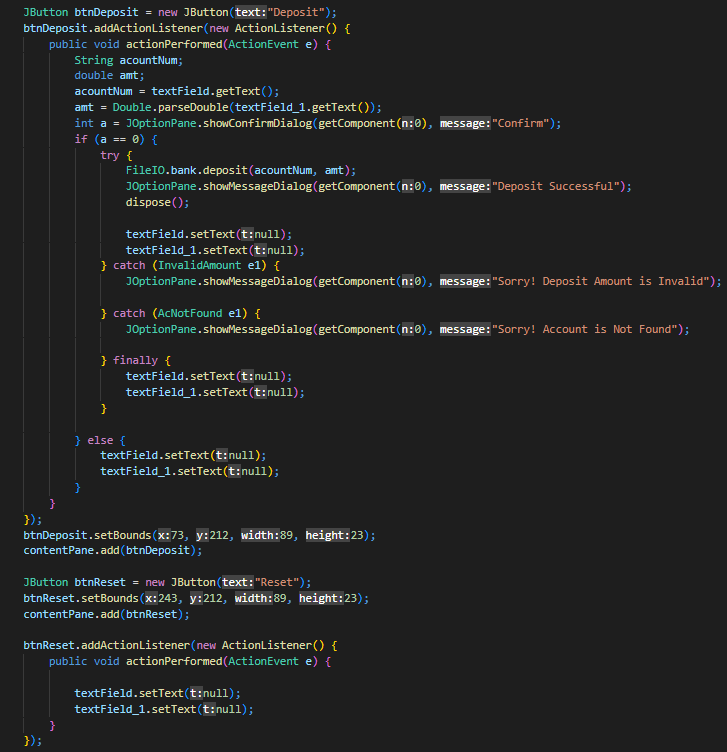 JButton btnDeposit = new JButton(text:"Deposit");
btnDeposit.addActionListener(new ActionListener() {
public void actionPerformed(ActionEvent e) {
String acountNum;
double amt;
acountNum = textField.getText();
amt = Double.parseDouble(textField_1.getText());
int a = JOptionPane.showConfirmDialog(getComponent(n:0), message:"Confirm");
if (a == 0) {
try {
FileIO.bank.deposit(acountNum, amt);
JOptionPane.showMessageDialog(getComponent(n:0), message:"Deposit Successful");
dispose();
textField.setText(t:null);
textField_1.setText(t:null);
} catch (InvalidAmount e1) {
JOptionPane.showMessageDialog(getComponent(n:0), message:"Sorry! Deposit Amount is Invalid");
} catch (AcNotFound e1) {
JOptionPane.showMessageDialog(getComponent(n:0), message:"Sorry! Account is Not Found");
} finally {
textField.setText(t:null);
textField_1.setText(t:null);
}
} else {
textField.setText(t:null);
textField_1.setText(t:null);
}
}
});
btnDeposit.setBounds(x:73, y:212, width:89, height:23);
contentPane.add(btnDeposit);
JButton btnReset = new JButton(text:"Reset");
btnReset.setBounds(x:243, y:212, width:89, height:23);
contentPane.add(btnReset);
btnReset.addActionListener(new ActionListener() {
public void actionPerformed(ActionEvent e) {
textField.setText(t:null);
textField_1.setText(t:null);
}
});